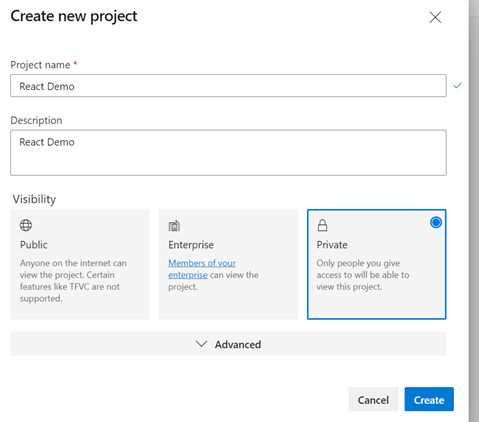 Create new project
Project name *
React Demo
Description
React Demo
Visibility
Public
Anyone on the internet can
view the project. Certain
features like TFVC are not
supported.
Enterprise
Members of your
enterprise can view the
project.
Private
Only people you give
access to will be able to
view this project.
Advanced
Cancel
Create